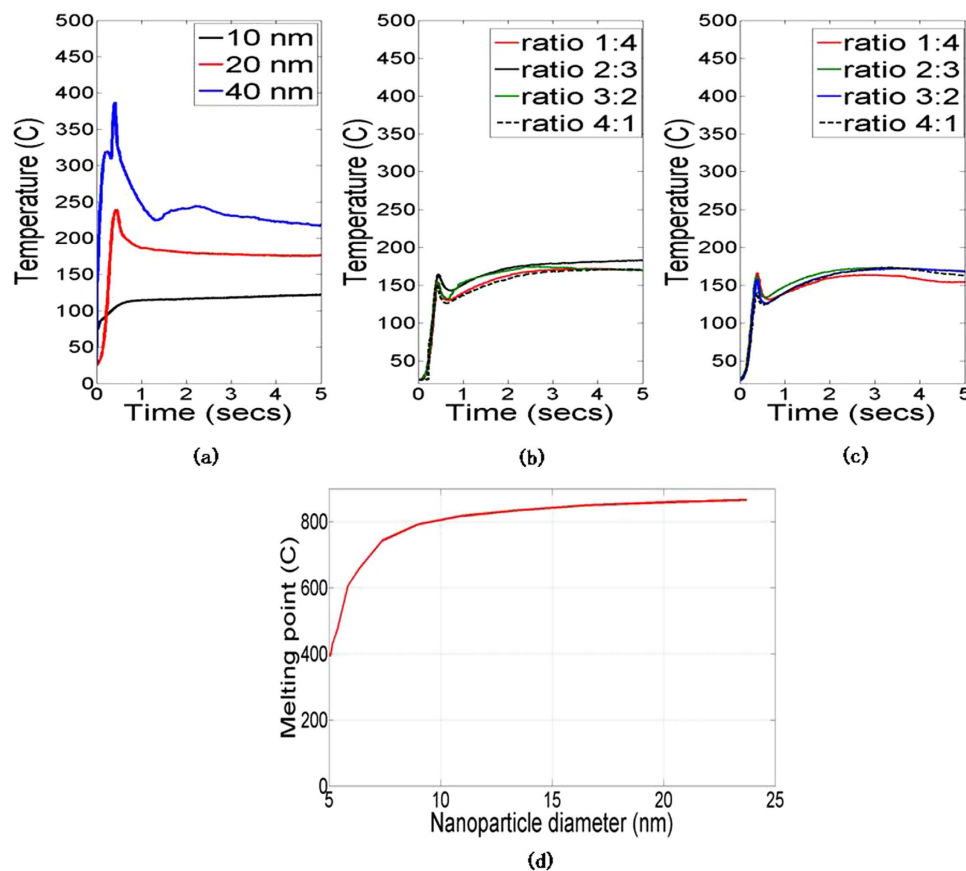 500
450
400
350
300
250
200
150
100
50
0
Temperature (C)
10 nm
20 nm
40 nm
0 1 2 3 4 5
Time (secs)
(a)
500
450
400
350
300
250
200
150
100
50
Temperature (C)
ratio 1:4
ratio 2:3
ratio 3:2
ratio 4:1
0 1 2 3 4 5
Time (secs)
(b)
500
450
400
350
300
250
200
150
100
50
Temperature (C)
ratio 1:4
ratio 2:3
ratio 3:2
ratio 4:1
0 1 2 3 4 5
Time (secs)
(c)
800
600
400
200
0
Melting point (C)
5 10 15 20 25
Nanoparticle diameter (nm)
(d)